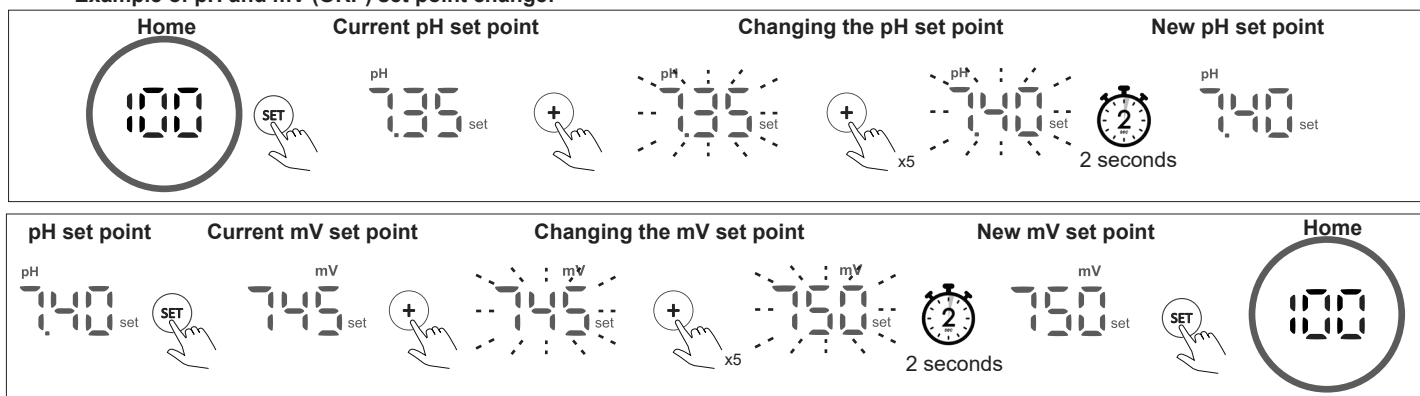 Example of pH and mV (ORP) set point change:
Home Current pH set point Changing the pH set point New pH set point
100 SET pH 7.35 set + pH 7.35 set + x5 pH 7.40 set 2 sec pH 7.40 set
2 seconds
pH set point Current mV set point Changing the mV set point New mV set point Home
pH 7.40 set SET mV 745 set + mV 745 set + x5 mV 750 set 2 sec mV 750 set SET 100
2 seconds